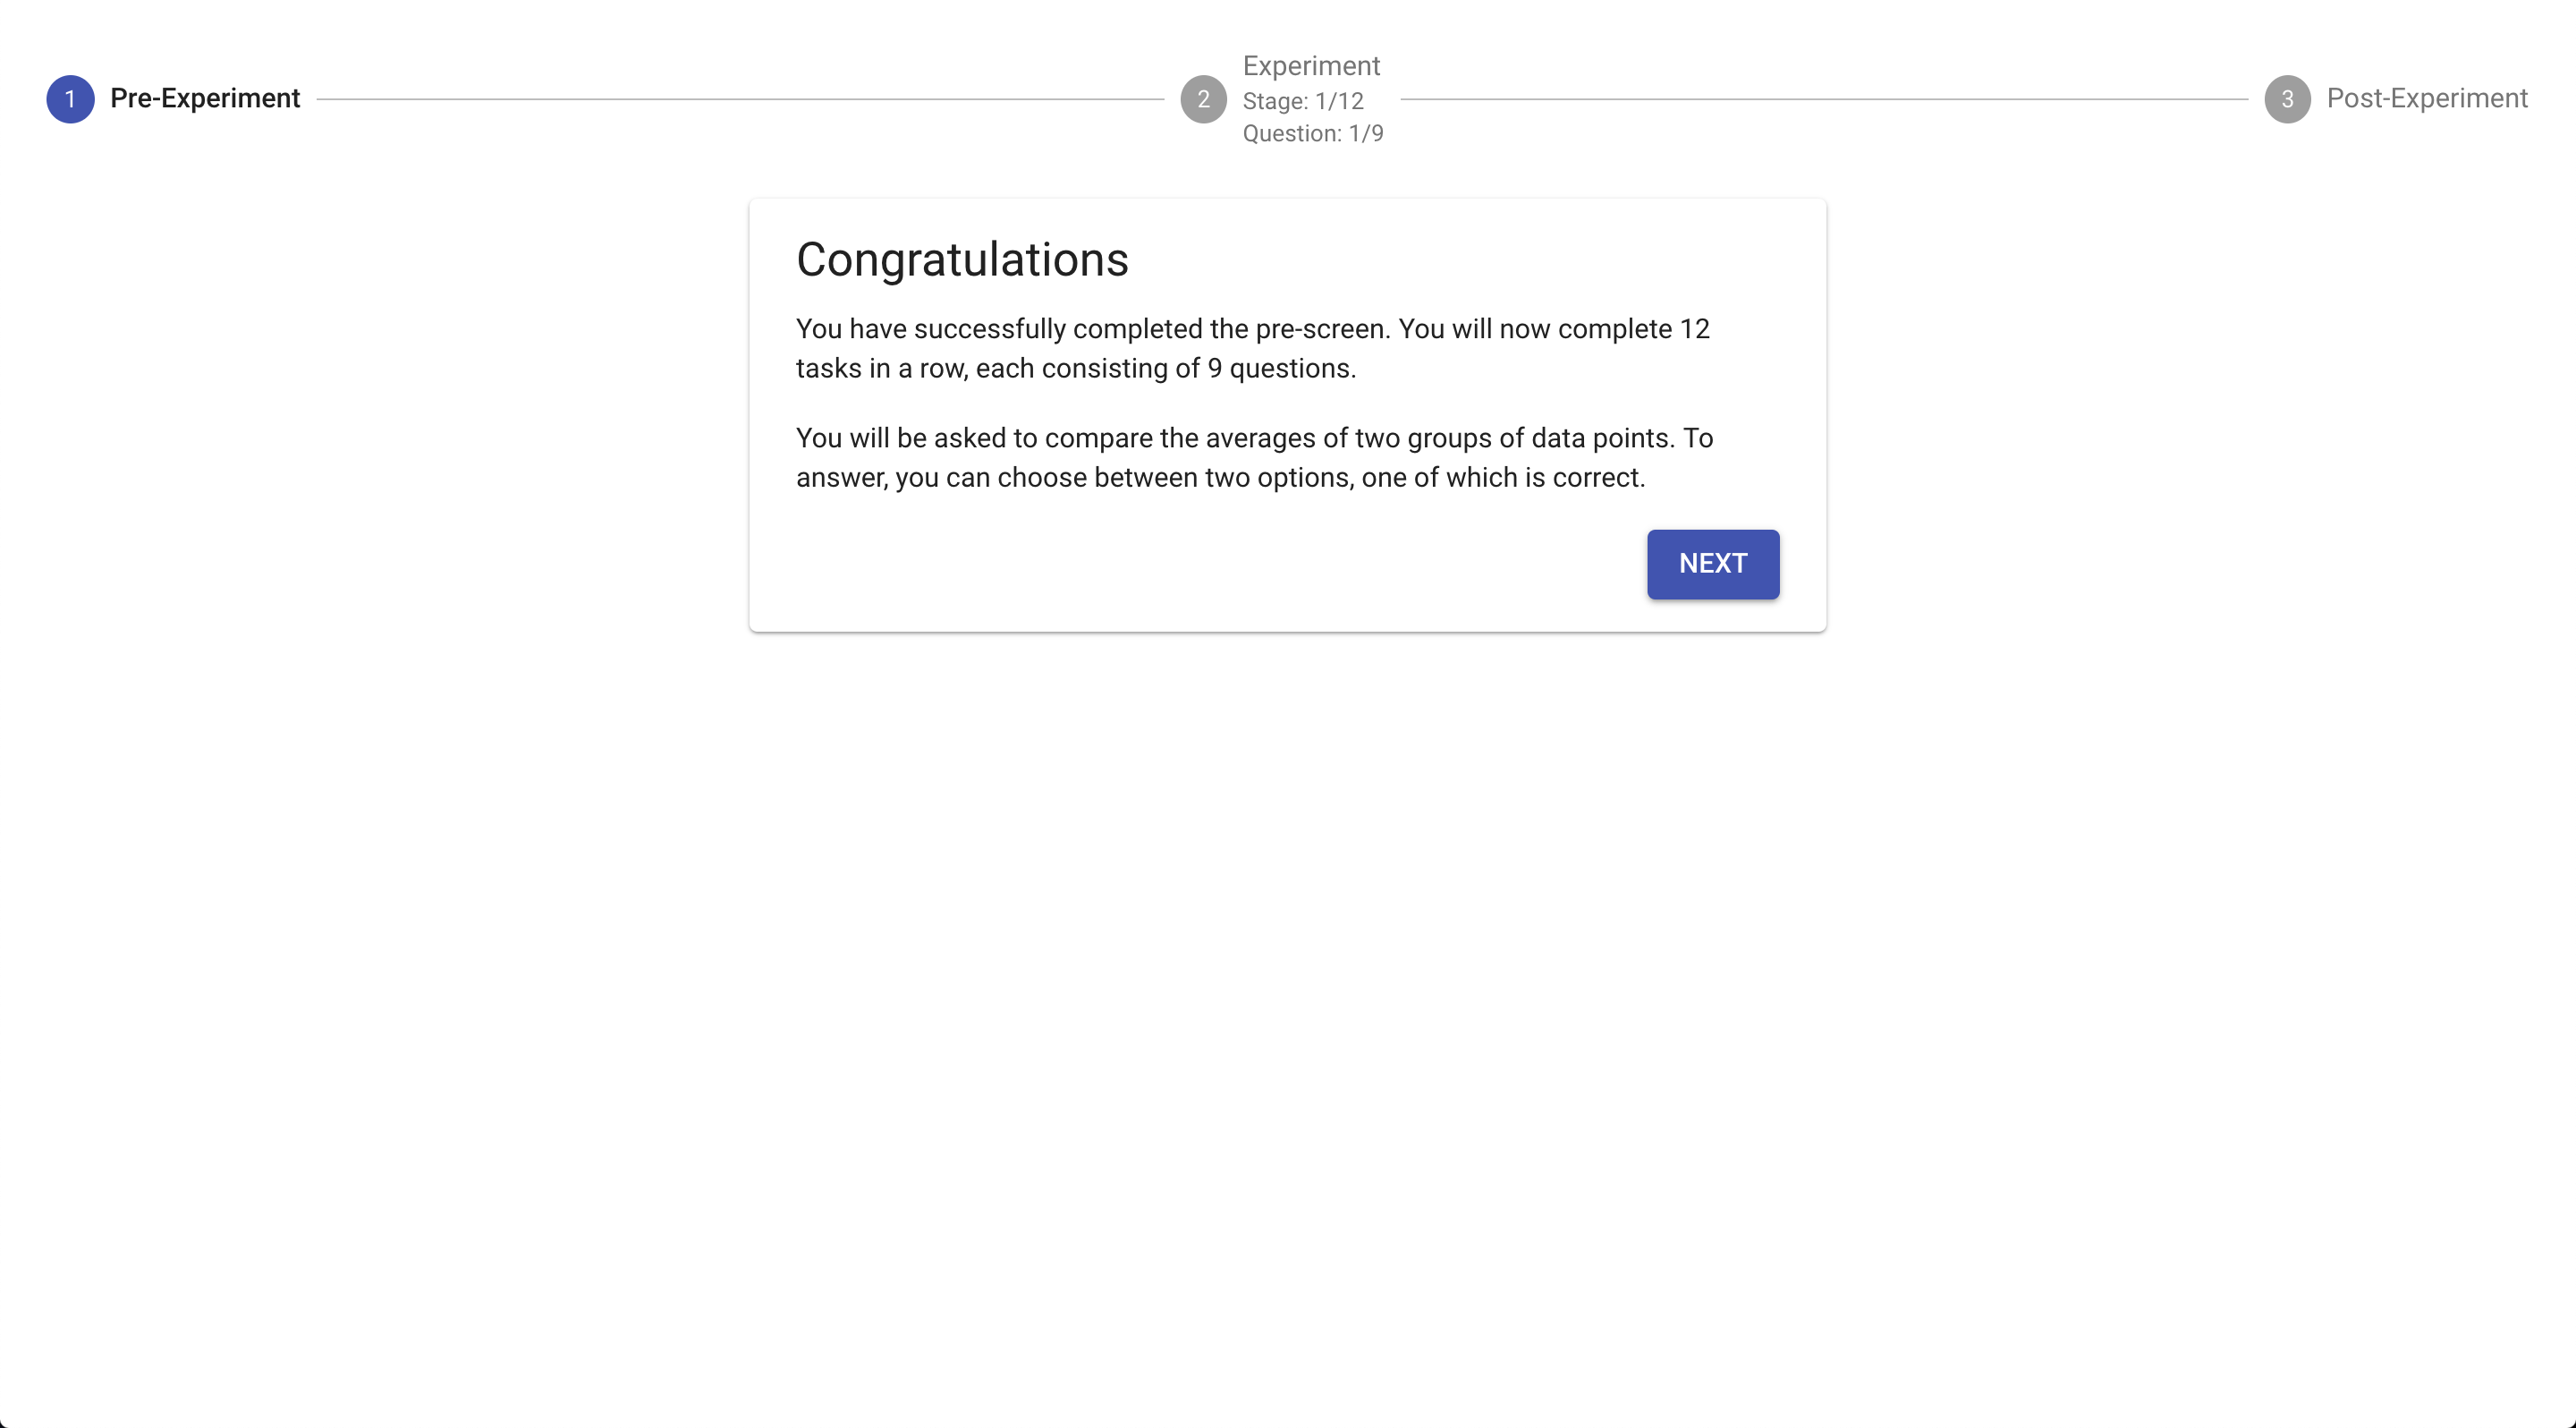 1 Pre-Experiment
2 Experiment
Stage: 1/12
Question: 1/9
3 Post-Experiment
Congratulations
You have successfully completed the pre-screen. You will now complete 12
tasks in a row, each consisting of 9 questions.
You will be asked to compare the averages of two groups of data points. To
answer, you can choose between two options, one of which is correct.
NEXT